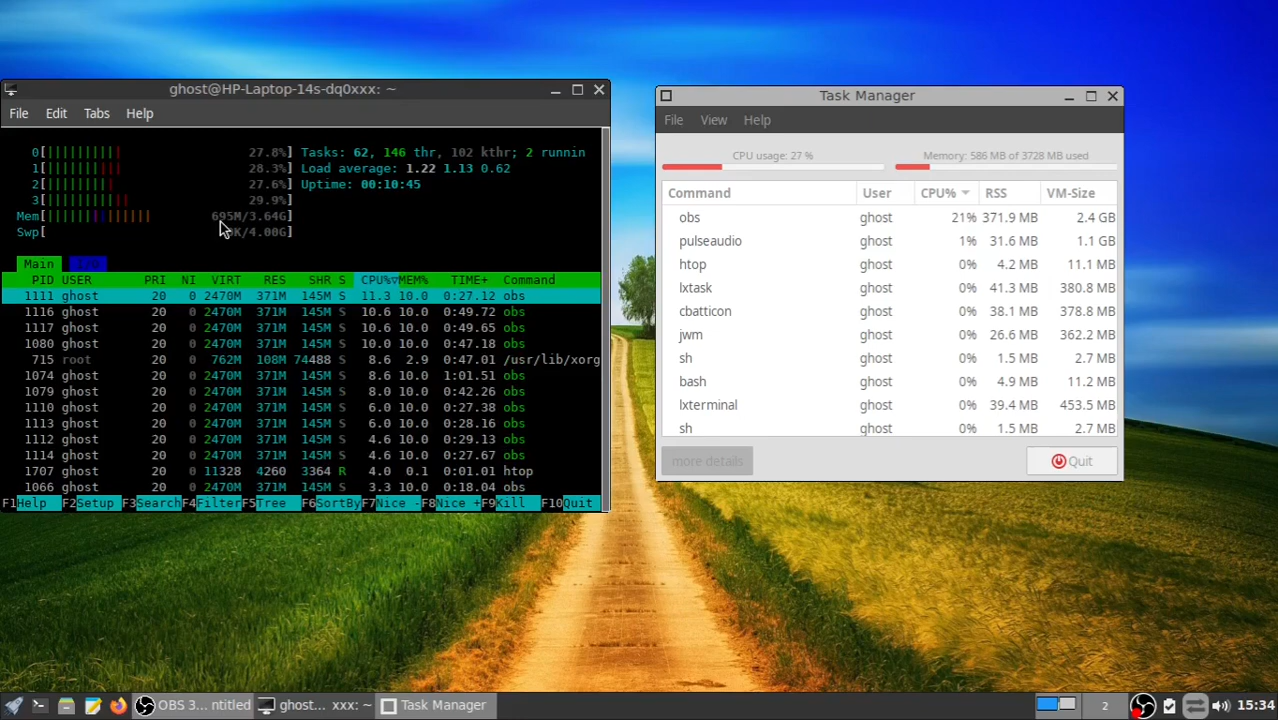 ghost@HP-Laptop-14s-dq0xxx: ~
File Edit Tabs Help
0[|||||||||| 27.8%] Tasks: 62, 146 thr, 102 kthr; 2 runnin
1[|||||||||| 28.3%] Load average: 1.22 1.13 0.62
2[||||||||| 27.6%] Uptime: 00:10:45
3[||||||||||| 29.9%]
Mem[||||||||||||||| 695M/3.64G]
Swp[ 0K/4.00G]
Main I/O
PID USER PRI NI VIRT RES SHR S CPU%▽MEM% TIME+ Command
1111 ghost 20 0 2470M 371M 145M S 11.3 10.0 0:27.12 obs
1116 ghost 20 0 2470M 371M 145M S 10.6 10.0 0:49.72 obs
1117 ghost 20 0 2470M 371M 145M S 10.6 10.0 0:49.65 obs
1080 ghost 20 0 2470M 371M 145M S 10.0 10.0 0:47.18 obs
715 root 20 0 762M 108M 74488 S 8.6 2.9 0:47.01 /usr/lib/xorg
1074 ghost 20 0 2470M 371M 145M S 8.6 10.0 1:01.51 obs
1079 ghost 20 0 2470M 371M 145M S 8.0 10.0 0:42.26 obs
1110 ghost 20 0 2470M 371M 145M S 6.0 10.0 0:27.38 obs
1113 ghost 20 0 2470M 371M 145M S 6.0 10.0 0:28.16 obs
1112 ghost 20 0 2470M 371M 145M S 4.6 10.0 0:29.13 obs
1114 ghost 20 0 2470M 371M 145M S 4.6 10.0 0:27.67 obs
1707 ghost 20 0 11328 4260 3364 R 4.0 0.1 0:01.01 htop
1066 ghost 20 0 2470M 371M 145M S 3.3 10.0 0:18.04 obs
F1Help F2Setup F3SearchF4FilterF5Tree F6SortByF7Nice -F8Nice +F9Kill F10Quit
Task Manager
File View Help
CPU usage: 27 % Memory: 586 MB of 3728 MB used
Command User CPU% RSS VM-Size
obs ghost 21% 371.9 MB 2.4 GB
pulseaudio ghost 1% 31.6 MB 1.1 GB
htop ghost 0% 4.2 MB 11.1 MB
lxtask ghost 0% 41.3 MB 380.8 MB
cbatticon ghost 0% 38.1 MB 378.8 MB
jwm ghost 0% 26.6 MB 362.2 MB
sh ghost 0% 1.5 MB 2.7 MB
bash ghost 0% 4.9 MB 11.2 MB
lxterminal ghost 0% 39.4 MB 453.5 MB
sh ghost 0% 1.5 MB 2.7 MB
more details Quit
OBS 3... ntitled ghost... xxx: ~ Task Manager 2 15:34